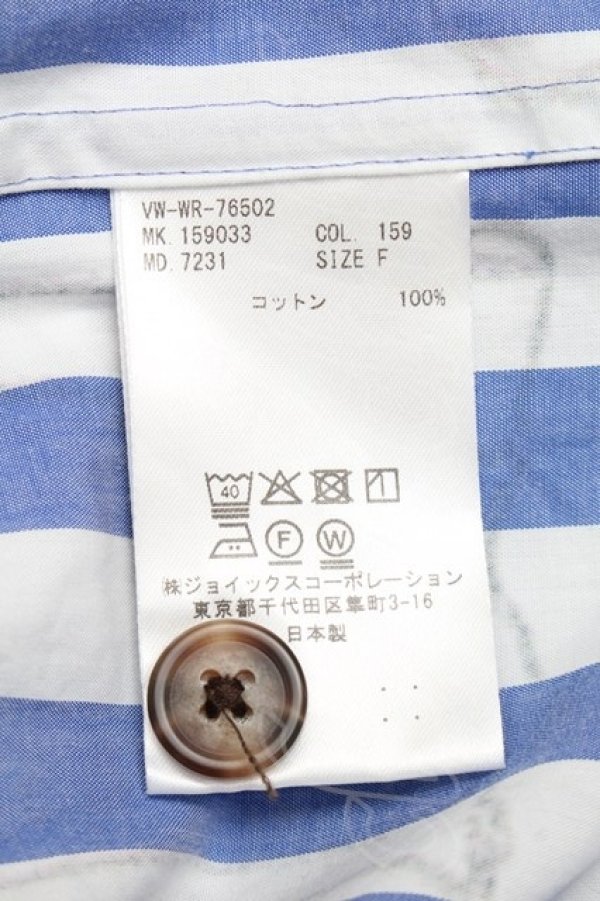 VW-WR-76502
MK. 159033 COL. 159
MD. 7231 SIZE F
コットン 100%
40
F W
㈱ジョイックスコーポレーション
東京都千代田区隼町3-16
日本製